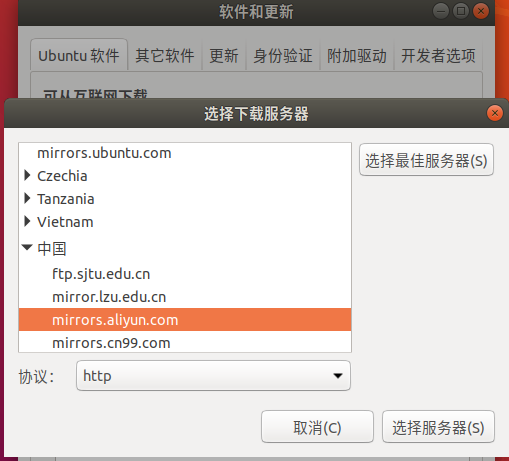 软件和更新
Ubuntu 软件 其它软件 更新 身份验证 附加驱动 开发者选项
可从互联网下载
选择下载服务器
mirrors.ubuntu.com
选择最佳服务器(S)
Czechia
Tanzania
Vietnam
中国
ftp.sjtu.edu.cn
mirror.lzu.edu.cn
mirrors.aliyun.com
mirrors.cn99.com
协议： http
取消(C) 选择服务器(S)